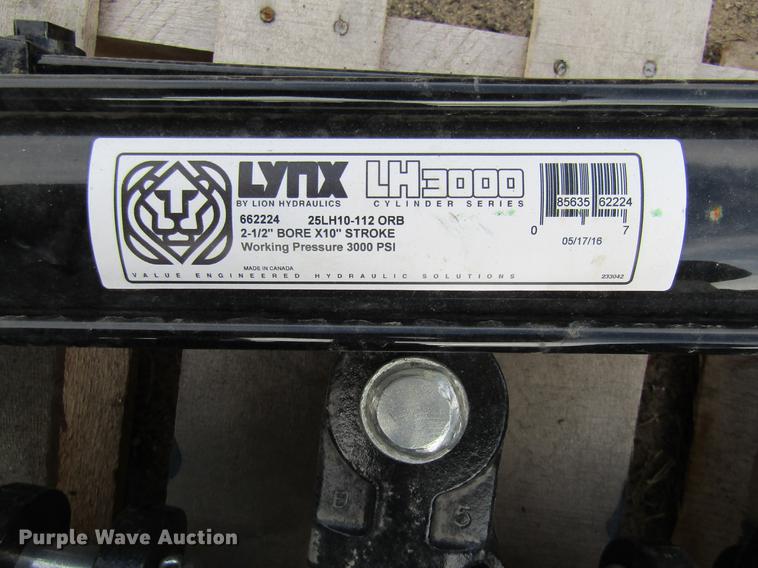 LYNX LH3000
BY LION HYDRAULICS CYLINDER SERIES
662224 25LH10-112 ORB
2-1/2" BORE X10" STROKE
Working Pressure 3000 PSI
MADE IN CANADA
VALUE ENGINEERED HYDRAULIC SOLUTIONS
0 85635 62224 7
05/17/16
233042
Purple Wave Auction